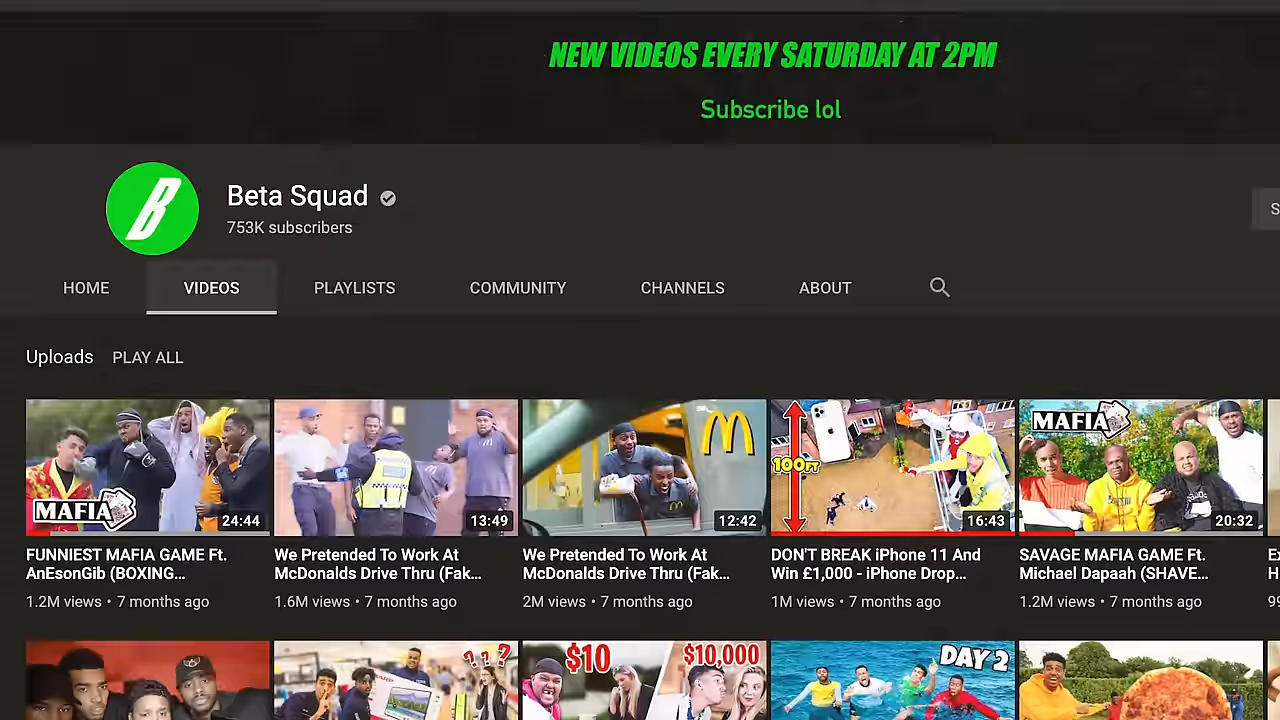 NEW VIDEOS EVERY SATURDAY AT 2PM
Subscribe lol
B
Beta Squad
753K subscribers
S
HOME VIDEOS PLAYLISTS COMMUNITY CHANNELS ABOUT
Uploads PLAY ALL
MAFIA
24:44
13:49
12:42
100FT
16:43
MAFIA
20:32
FUNNIEST MAFIA GAME Ft.
AnEsonGib (BOXING...
1.2M views • 7 months ago
We Pretended To Work At
McDonalds Drive Thru (Fak...
1.6M views • 7 months ago
We Pretended To Work At
McDonalds Drive Thru (Fak...
2M views • 7 months ago
DON'T BREAK iPhone 11 And
Win £1,000 - iPhone Drop...
1M views • 7 months ago
SAVAGE MAFIA GAME Ft.
Michael Dapaah (SHAVE...
1.2M views • 7 months ago
E
H
99
? ? ?
$10
$10,000
DAY 2